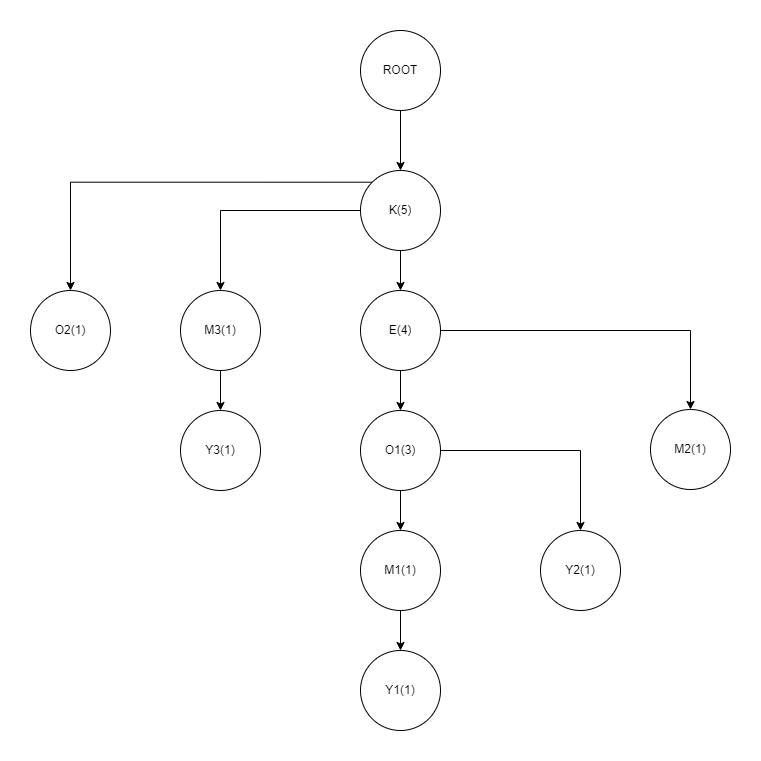 ROOT
K(5)
O2(1)
M3(1)
E(4)
Y3(1)
O1(3)
M2(1)
M1(1)
Y2(1)
Y1(1)